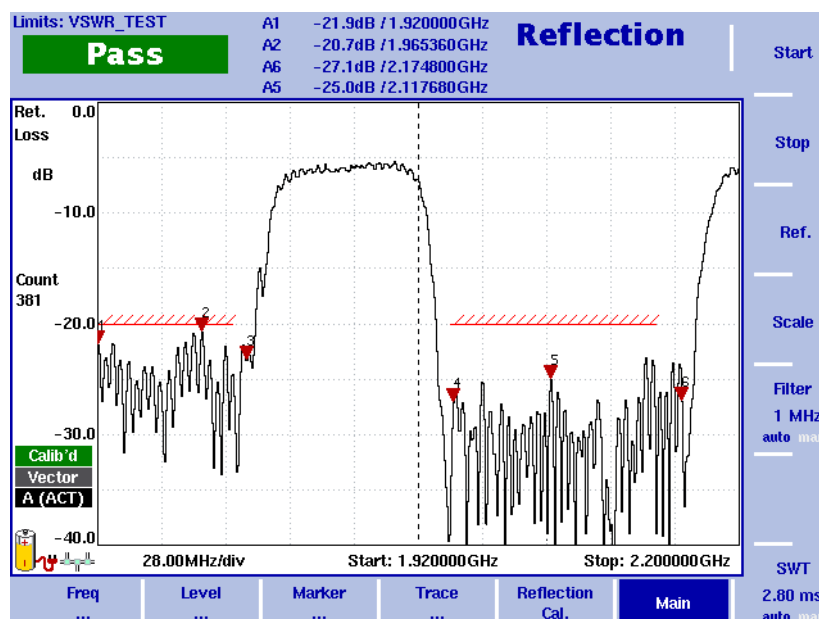 Limits: VSWR_TEST
Pass
A1 -21.9dB / 1.920000GHz
A2 -20.7dB / 1.965360GHz
A6 -27.1dB / 2.174800GHz
A5 -25.0dB / 2.117680GHz
Reflection
Start
Stop
Ref.
Scale
Filter
1 MHz
auto
SWT
2.80 ms
auto
Ret. 0.0
Loss
dB
-10.0
Count
381
-20.0
-30.0
-40.0
1
2
3
4
5
6
Calib'd
Vector
A (ACT)
28.00MHz/div
Start: 1.920000GHz
Stop: 2.200000GHz
Freq
...
Level
...
Marker
...
Trace
...
Reflection
Cal.
Main